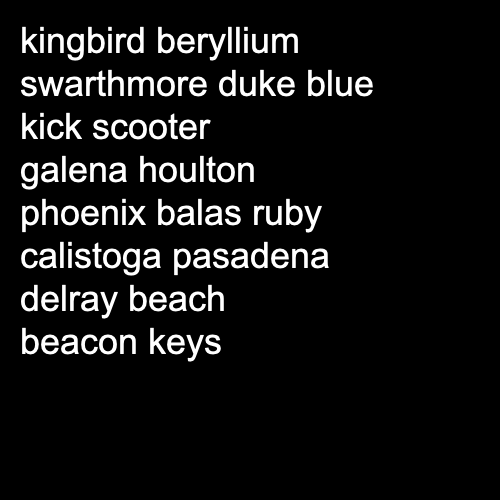 kingbird beryllium
swarthmore duke blue
kick scooter
galena houlton
phoenix balas ruby
calistoga pasadena
delray beach
beacon keys